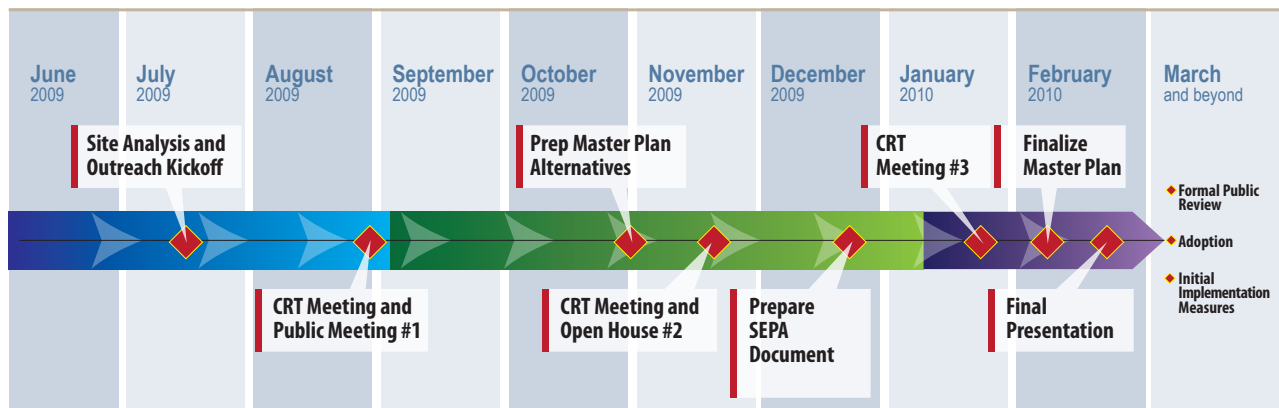 June
2009
July
2009
August
2009
September
2009
October
2009
November
2009
December
2009
January
2010
February
2010
March
and beyond
Site Analysis and
Outreach Kickoff
Prep Master Plan
Alternatives
CRT
Meeting #3
Finalize
Master Plan
Formal Public
Review
Adoption
Initial
Implementation
Measures
CRT Meeting and
Public Meeting #1
CRT Meeting and
Open House #2
Prepare
SEPA
Document
Final
Presentation